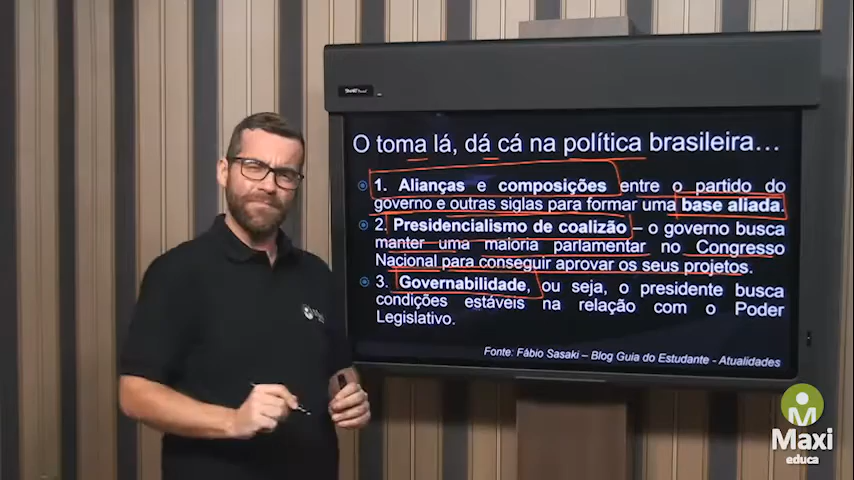 O toma lá, dá cá na política brasileira...
1. Alianças e composições entre o partido do
governo e outras siglas para formar uma base aliada.
2. Presidencialismo de coalizão – o governo busca
manter uma maioria parlamentar no Congresso
Nacional para conseguir aprovar os seus projetos.
3. Governabilidade, ou seja, o presidente busca
condições estáveis na relação com o Poder
Legislativo.
Fonte: Fábio Sasaki – Blog Guia do Estudante - Atualidades
Maxi
educa